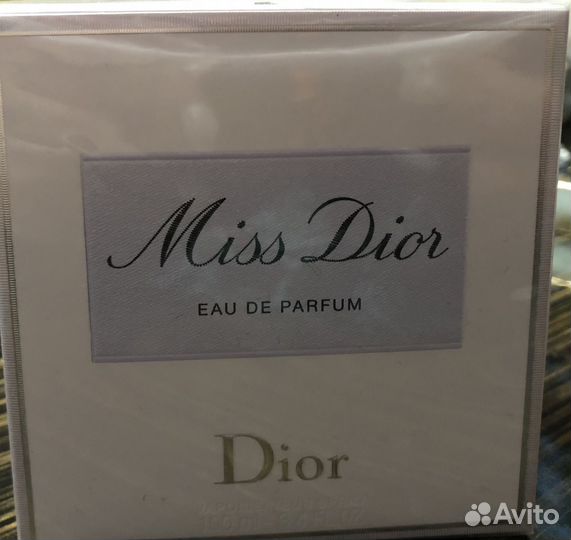 Miss Dior
EAU DE PARFUM
Dior
Avito